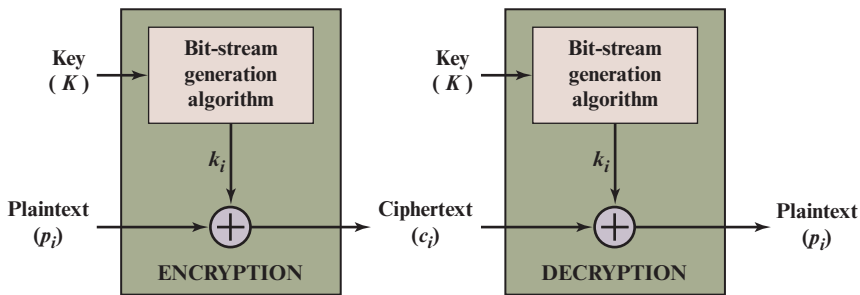 Key
( K )
Bit-stream
generation
algorithm
k_i
Plaintext
(p_i)
ENCRYPTION
Ciphertext
(c_i)
Key
( K )
Bit-stream
generation
algorithm
k_i
DECRYPTION
Plaintext
(p_i)